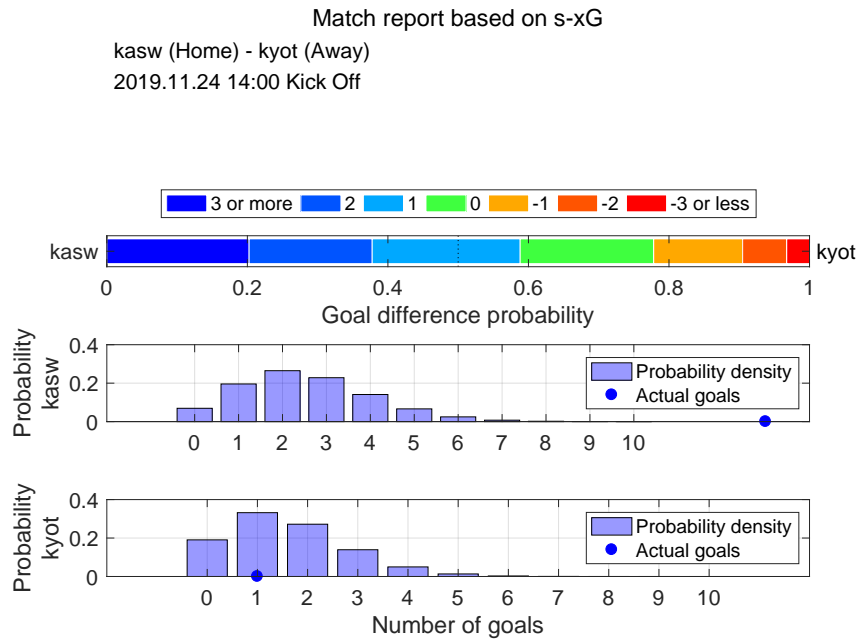 Match report based on s-xG
kasw (Home) - kyot (Away)
2019.11.24 14:00 Kick Off
3 or more 2 1 0 -1 -2 -3 or less
kasw kyot
0 0.2 0.4 0.6 0.8 1
Goal difference probability
Probability
kasw
0.4
0.2
0
Probability density
Actual goals
0 1 2 3 4 5 6 7 8 9 10
Probability
kyot
0.4
0.2
0
Probability density
Actual goals
0 1 2 3 4 5 6 7 8 9 10
Number of goals